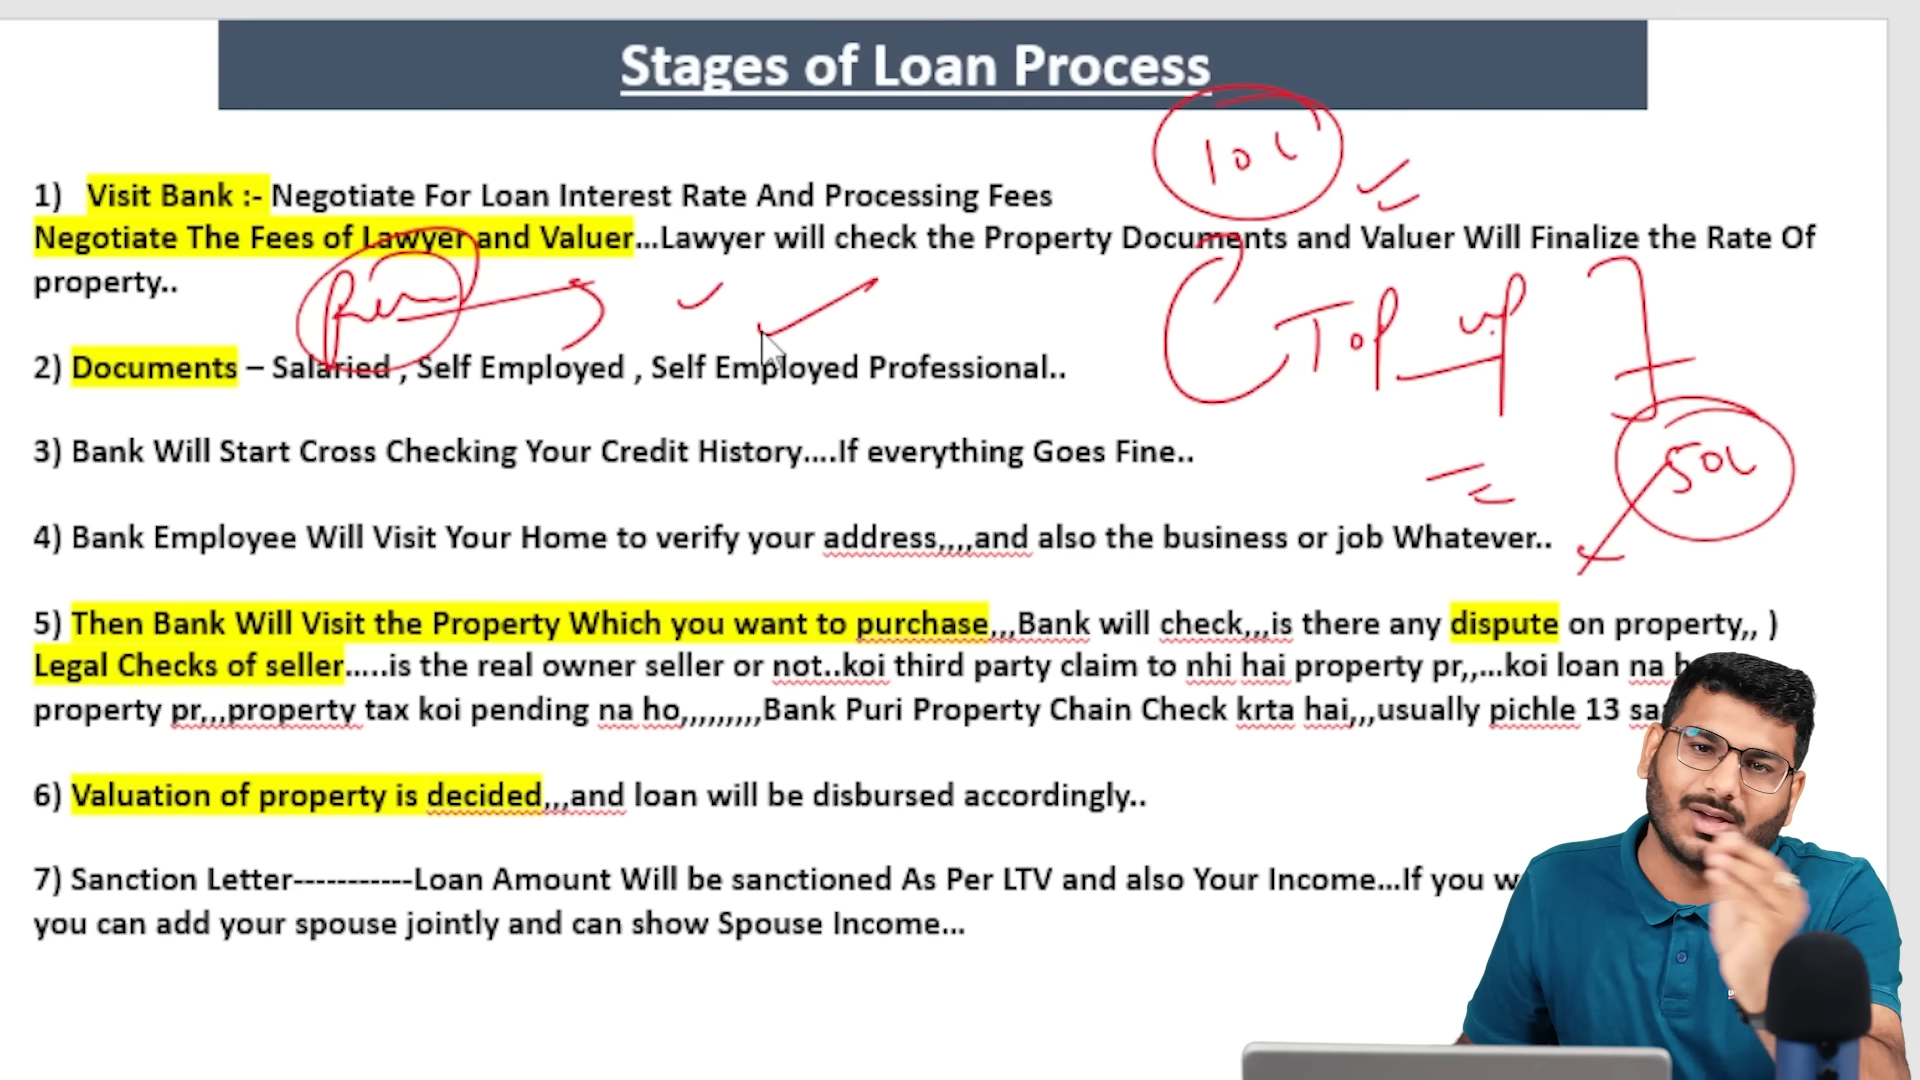 Stages of Loan Process
10L
1) Visit Bank :- Negotiate For Loan Interest Rate And Processing Fees
Negotiate The Fees of Lawyer and Valuer...Lawyer will check the Property Documents and Valuer Will Finalize the Rate Of
property..
Top up
2) Documents – Salaried , Self Employed , Self Employed Professional..
3) Bank Will Start Cross Checking Your Credit History....If everything Goes Fine..
50L
4) Bank Employee Will Visit Your Home to verify your address,,,,and also the business or job Whatever..
5) Then Bank Will Visit the Property Which you want to purchase,,,Bank will check,,,is there any dispute on property,, )
Legal Checks of seller.....is the real owner seller or not..koi third party claim to nhi hai property pr,,...koi loan na
property pr,,,property tax koi pending na ho,,,,,,,,,Bank Puri Property Chain Check krta hai,,,usually pichle 13
6) Valuation of property is decided,,,and loan will be disbursed accordingly..
7) Sanction Letter-----------Loan Amount Will be sanctioned As Per LTV and also Your Income...If you
you can add your spouse jointly and can show Spouse Income...